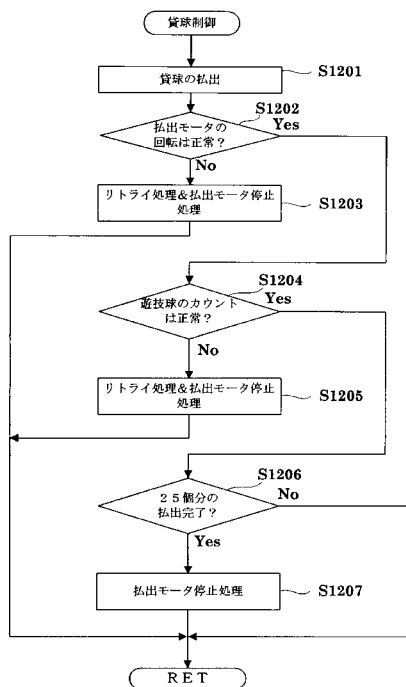 貸球制御
貸球の払出
S1201
S1202
払出モータの
回転は正常？
Yes
No
リトライ処理＆払出モータ停止
処理
S1203
S1204
遊技球のカウント
は正常？
Yes
No
リトライ処理＆払出モータ停止
処理
S1205
S1206
２５個分の
払出完了？
No
Yes
払出モータ停止処理
S1207
ＲＥＴ